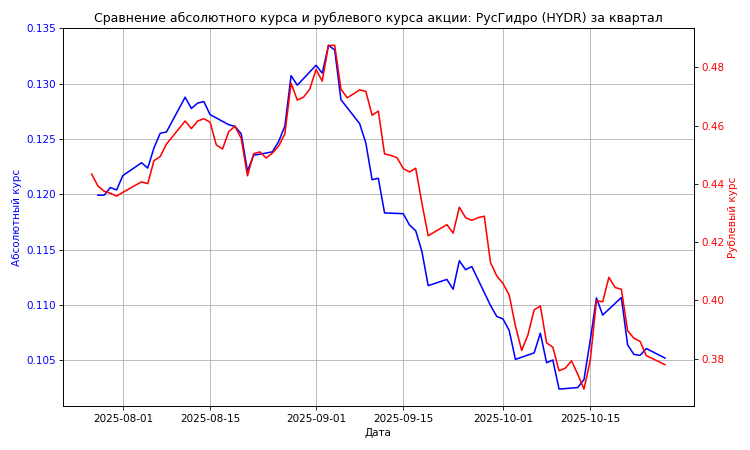 Сравнение абсолютного курса и рублевого курса акции: РусГидро (HYDR) за квартал
0.135
0.130
0.125
0.120
0.115
0.110
0.105
Абсолютный курс
0.48
0.46
0.44
0.42
0.40
0.38
Рублевый курс
2025-08-01 2025-08-15 2025-09-01 2025-09-15 2025-10-01 2025-10-15
Дата